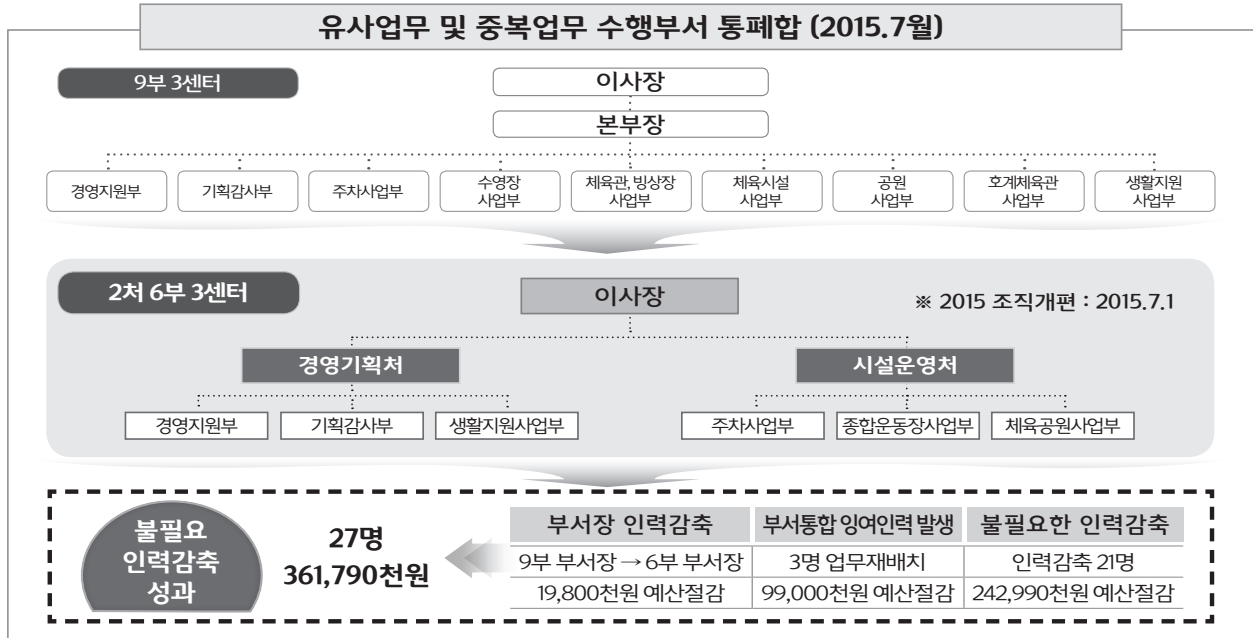 유사업무 및 중복업무 수행부서 통폐합 (2015.7월)
9부 3센터
이사장
본부장
경영지원부
기획감사부
주차사업부
수영장
사업부
체육관, 빙상장
사업부
체육시설
사업부
공원
사업부
호계체육관
사업부
생활지원
사업부
2처 6부 3센터
이사장
※ 2015 조직개편 : 2015.7.1
경영기획처
시설운영처
경영지원부
기획감사부
생활지원사업부
주차사업부
종합운동장사업부
체육공원사업부
불필요
인력감축
성과
27명
361,790천원
부서장 인력감축
부서통합 잉여인력 발생
불필요한 인력감축
9부 부서장 → 6부 부서장
3명 업무재배치
인력감축 21명
19,800천원 예산절감
99,000천원 예산절감
242,990천원 예산절감